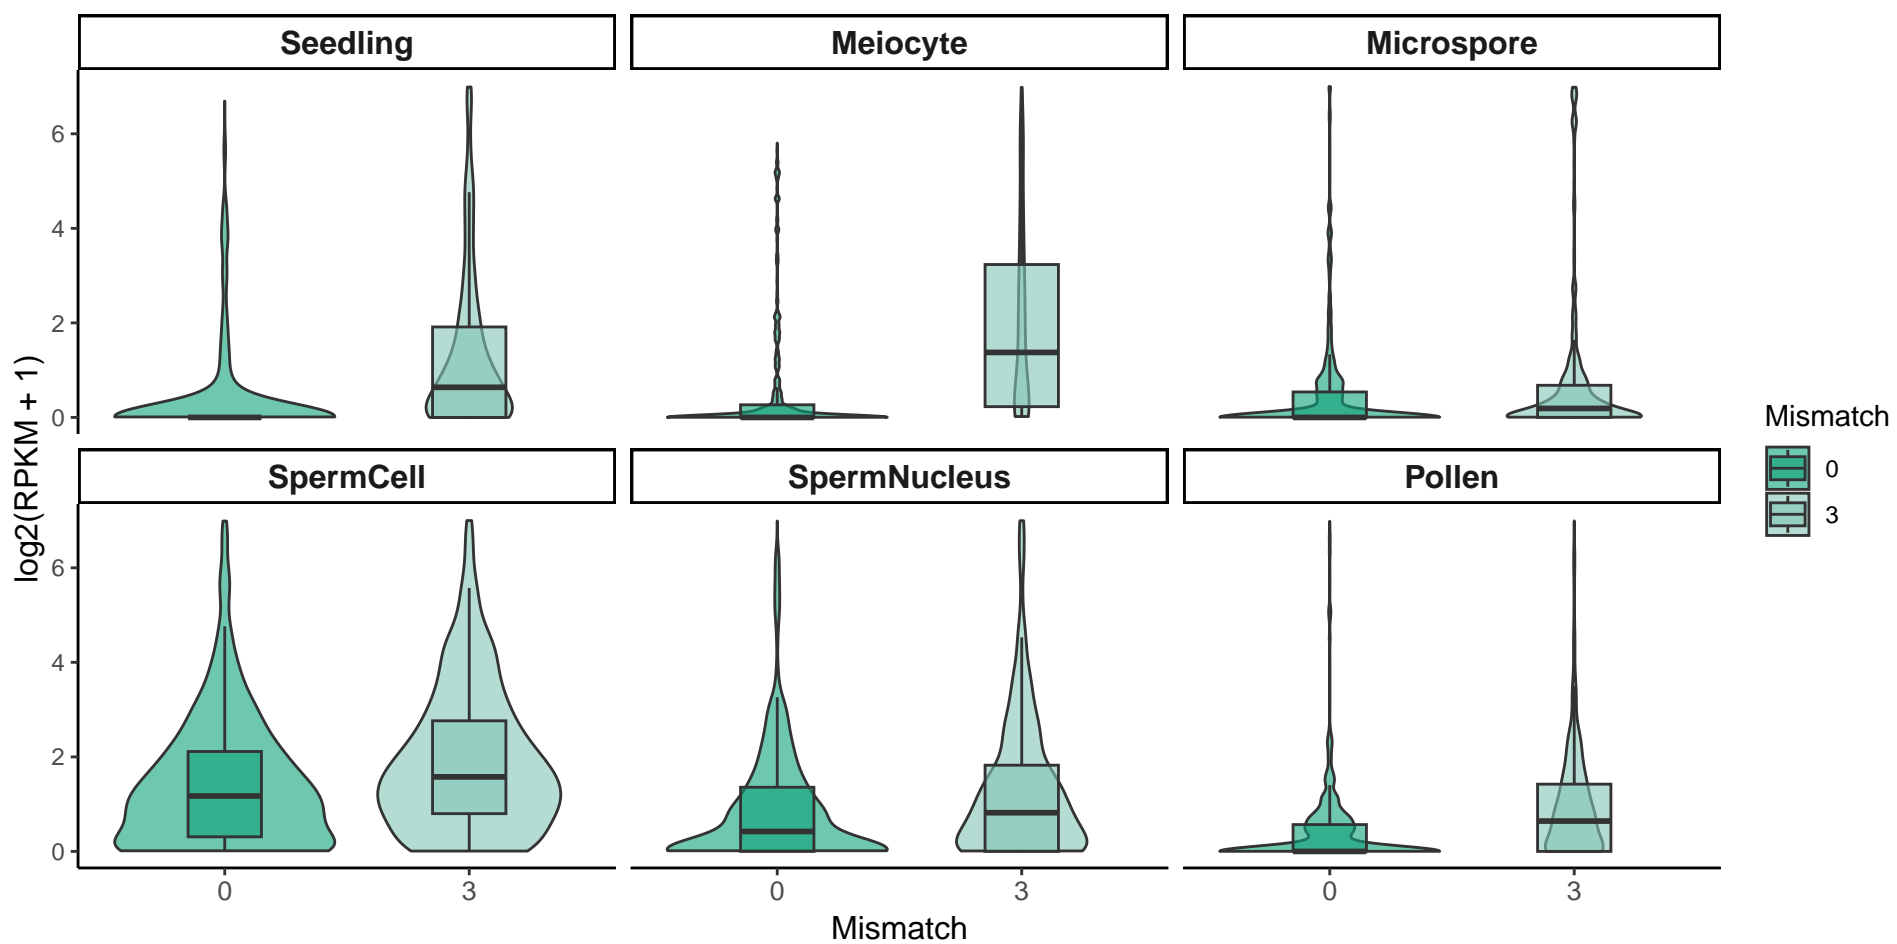 Seedling Meiocyte Microspore
6
4
2
0
log2(RPKM + 1)
SpermCell SpermNucleus Pollen
6
4
2
0
0 3 0 3 0 3
Mismatch
Mismatch
0
3